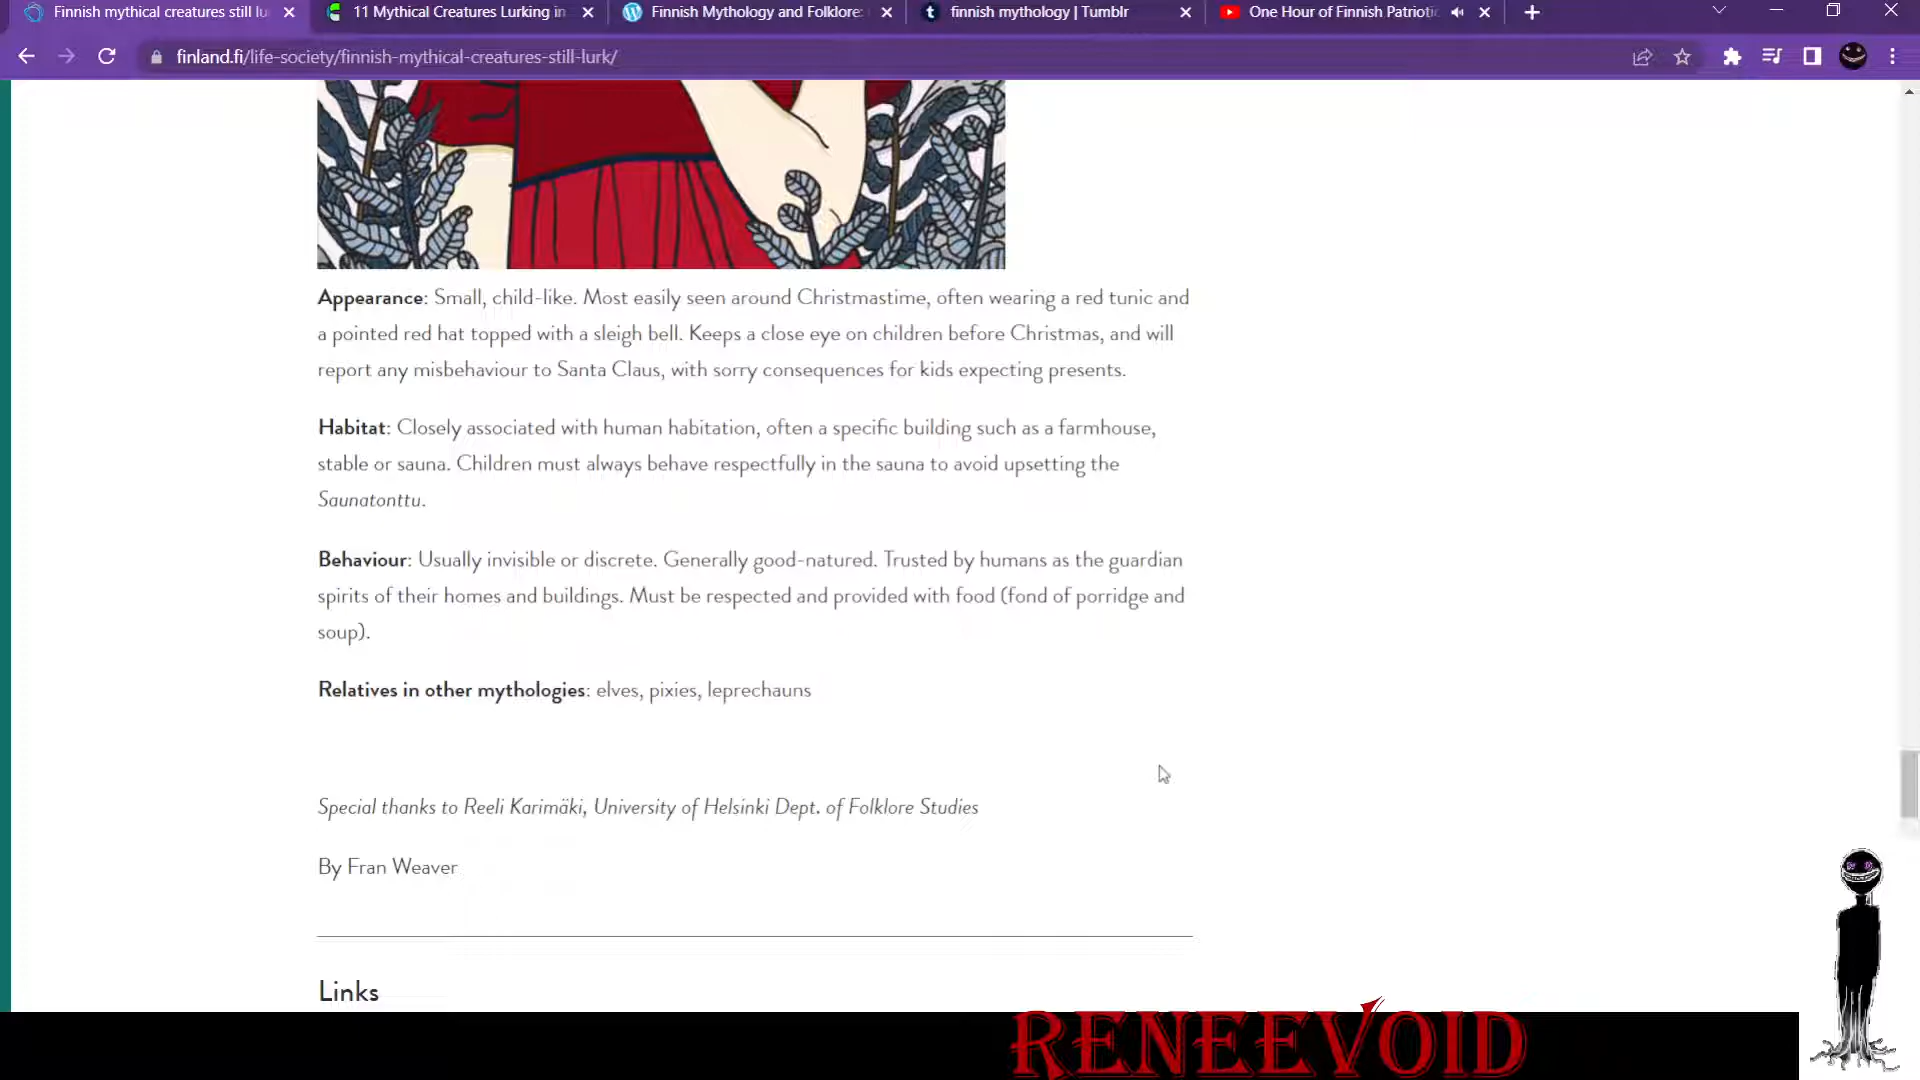 Finnish mythical creatures still lu
11 Mythical Creatures Lurking in
Finnish Mythology and Folklore:
finnish mythology | Tumblr
One Hour of Finnish Patrioti
finland.fi/life-society/finnish-mythical-creatures-still-lurk/
Appearance: Small, child-like. Most easily seen around Christmastime, often wearing a red tunic and
a pointed red hat topped with a sleigh bell. Keeps a close eye on children before Christmas, and will
report any misbehaviour to Santa Claus, with sorry consequences for kids expecting presents.
Habitat: Closely associated with human habitation, often a specific building such as a farmhouse,
stable or sauna. Children must always behave respectfully in the sauna to avoid upsetting the
Saunatonttu.
Behaviour: Usually invisible or discrete. Generally good-natured. Trusted by humans as the guardian
spirits of their homes and buildings. Must be respected and provided with food (fond of porridge and
soup).
Relatives in other mythologies: elves, pixies, leprechauns
Special thanks to Reeli Karimäki, University of Helsinki Dept. of Folklore Studies
By Fran Weaver
Links
RENEEVOID